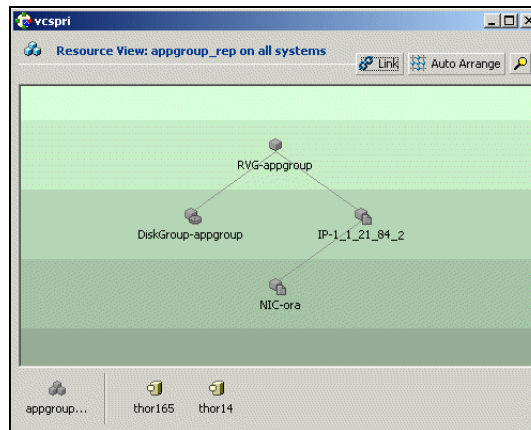 vcspri
Resource View: appgroup_rep on all systems
Link
Auto Arrange
RVG-appgroup
DiskGroup-appgroup
IP-1_1_21_84_2
NIC-ora
appgroup...
thor165
thor14